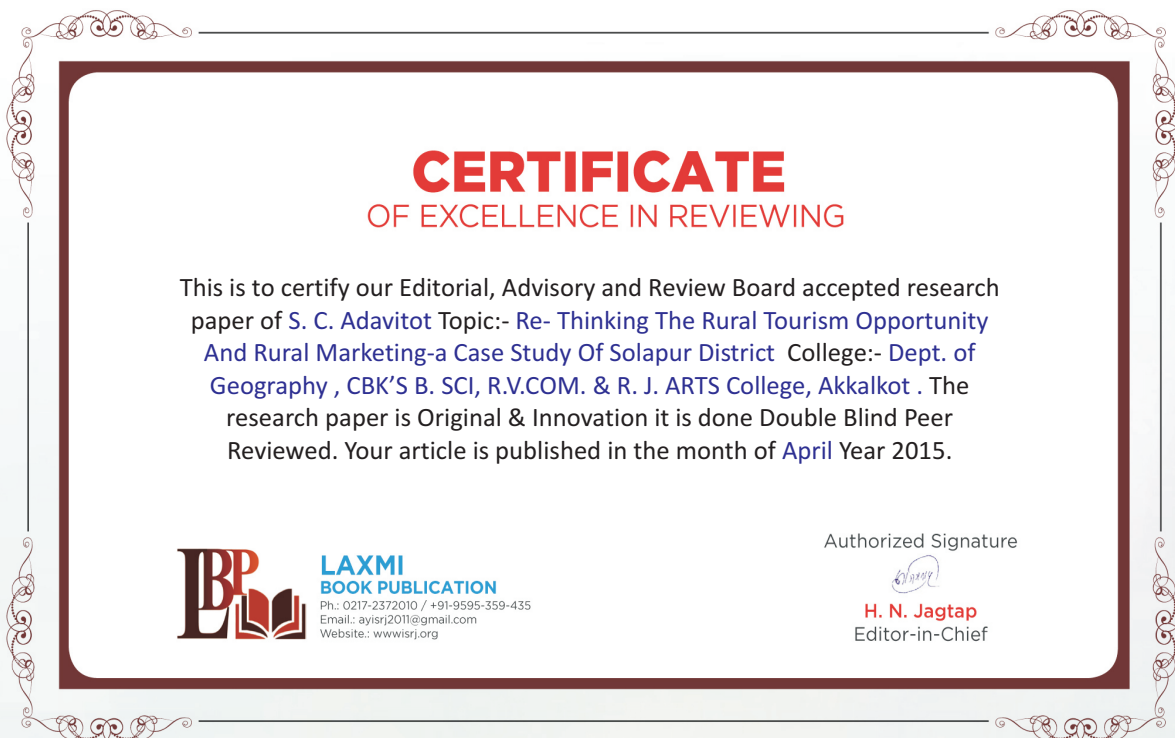 CERTIFICATE
OF EXCELLENCE IN REVIEWING
This is to certify our Editorial, Advisory and Review Board accepted research
paper of S. C. Adavitot Topic:- Re- Thinking The Rural Tourism Opportunity
And Rural Marketing-a Case Study Of Solapur District College:- Dept. of
Geography , CBK'S B. SCI, R.V.COM. & R. J. ARTS College, Akkalkot . The
research paper is Original & Innovation it is done Double Blind Peer
Reviewed. Your article is published in the month of April Year 2015.
LBP
LAXMI
BOOK PUBLICATION
Ph.: 0217-2372010 / +91-9595-359-435
Email.: ayisrj2011@gmail.com
Website.: wwwisrj.org
Authorized Signature
H. N. Jagtap
Editor-in-Chief